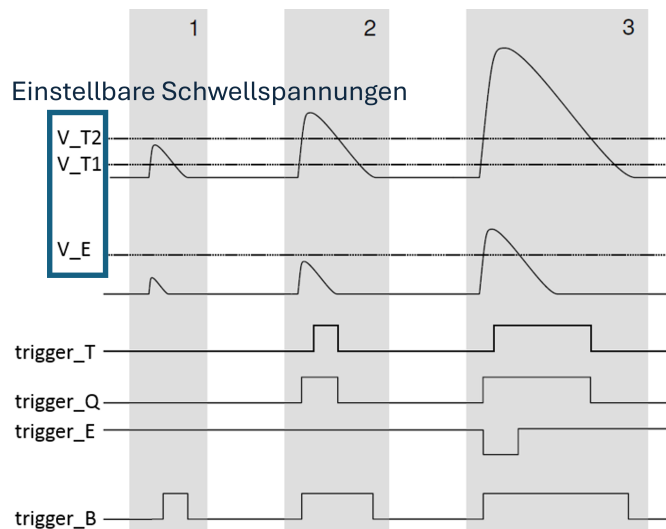 1
2
3
Einstellbare Schwellspannungen
V_T2
V_T1
V_E
trigger_T
trigger_Q
trigger_E
trigger_B